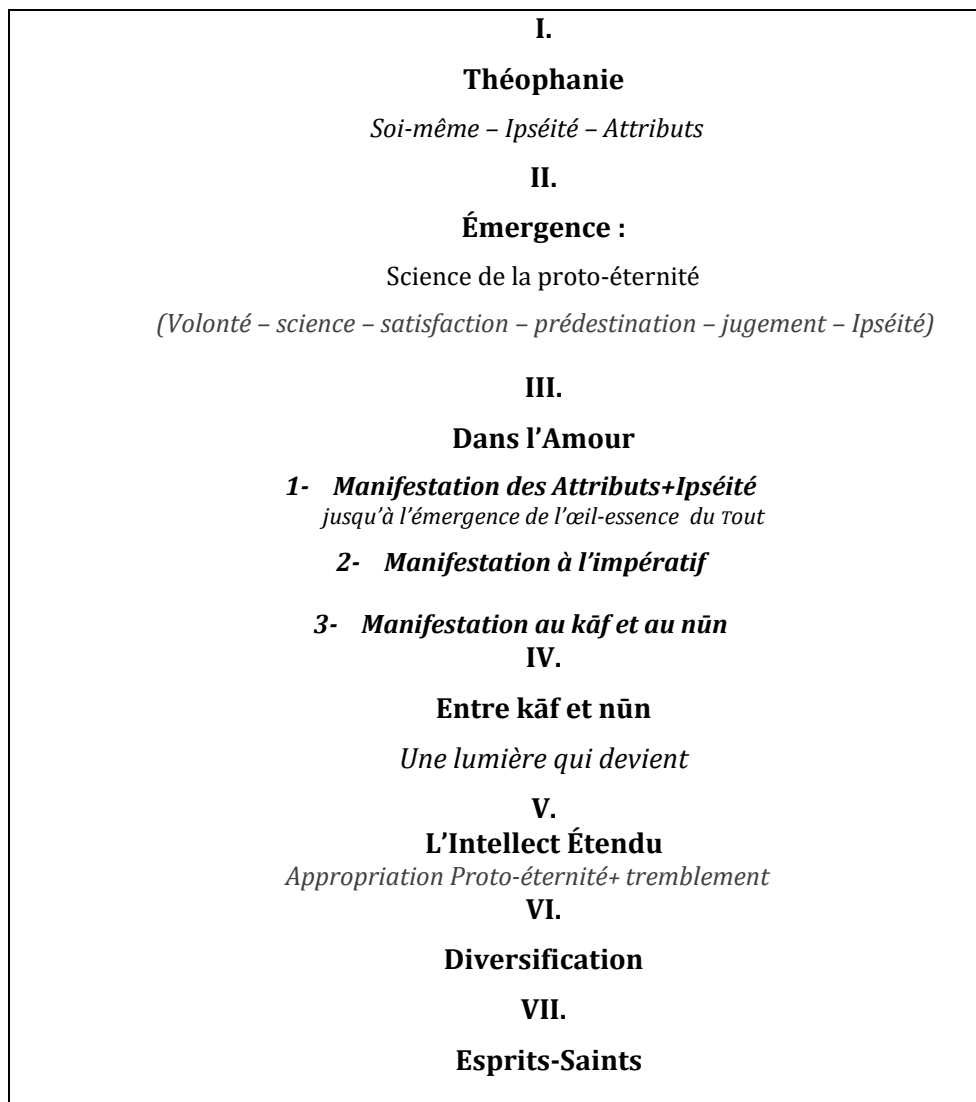 I.
Théophanie
Soi-même – Ipséité – Attributs
II.
Émergence :
Science de la proto-éternité
(Volonté – science – satisfaction – prédestination – jugement – Ipséité)
III.
Dans l’Amour
1- Manifestation des Attributs+Ipséité
jusqu’à l’émergence de l’œil-essence du Tout
2- Manifestation à l’impératif
3- Manifestation au kāf et au nūn
IV.
Entre kāf et nūn
Une lumière qui devient
V.
L’Intellect Étendu
Appropriation Proto-éternité+ tremblement
VI.
Diversification
VII.
Esprits-Saints